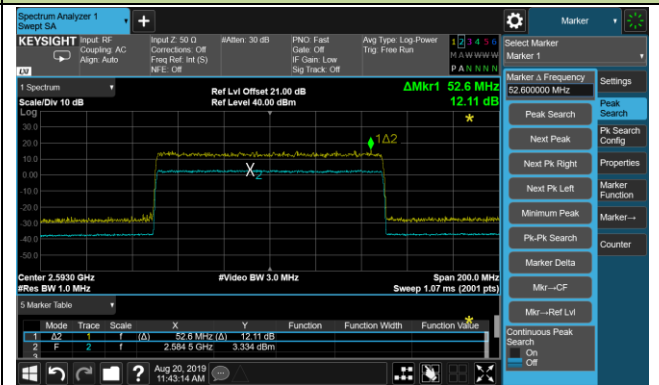 Spectrum Analyzer 1
Swept SA
+
Marker
KEYSIGHT
Input: RF
Coupling: AC
Align: Auto
Input Z: 50 Ω
Corrections: Off
Freq Ref: Int (S)
NFE: Off
#Atten: 30 dB
PNO: Fast
Gate: Off
IF Gain: Low
Sig Track: Off
Avg Type: Log-Power
Trig: Free Run
1 2 3 4 5 6
M A W W W W
P A N N N N
LXI
Select Marker
Marker 1
1 Spectrum
Scale/Div 10 dB
Ref Lvl Offset 21.00 dB
Ref Level 40.00 dBm
ΔMkr1 52.6 MHz
12.11 dB
Log
30.0
20.0
10.0
0.00
-10.0
-20.0
-30.0
-40.0
-50.0
1Δ2
X2
Center 2.5930 GHz
#Video BW 3.0 MHz
Span 200.0 MHz
#Res BW 1.0 MHz
Sweep 1.07 ms (2001 pts)
5 Marker Table
Mode Trace Scale X Y Function Function Width Function Value
1 Δ2 1 f (Δ) 52.6 MHz (Δ) 12.11 dB
2 F 2 f 2.584 5 GHz 3.334 dBm
3
Marker Δ Frequency
52.600000 MHz
Peak Search
Next Peak
Next Pk Right
Next Pk Left
Minimum Peak
Pk-Pk Search
Marker Delta
Mkr→CF
Mkr→Ref Lvl
Continuous Peak
Search
On
Off
Settings
Peak
Search
Pk Search
Config
Properties
Marker
Function
Marker→
Counter
?
Aug 20, 2019
11:43:14 AM